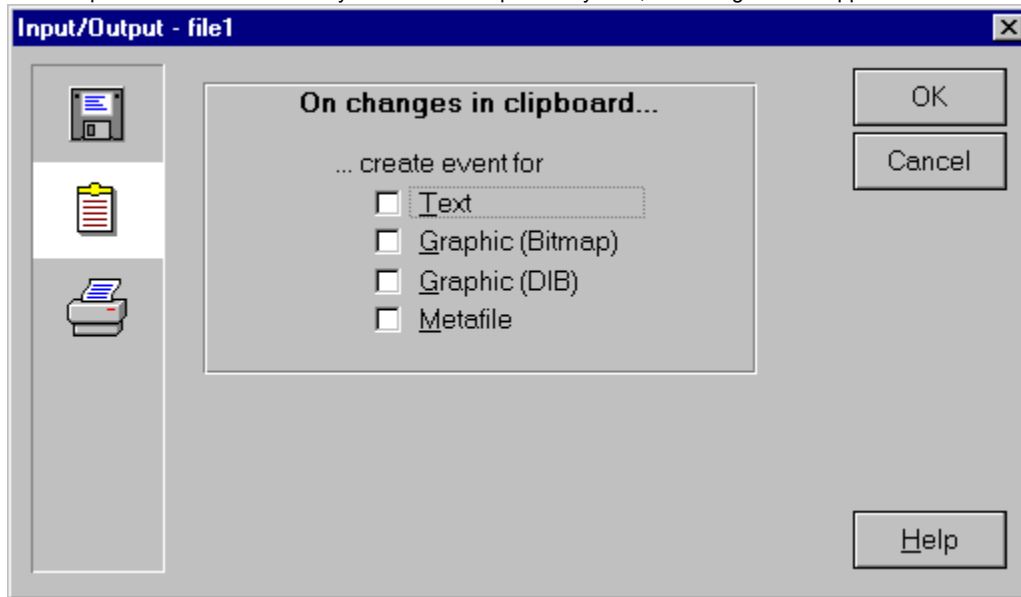 Input/Output - file1
On changes in clipboard...
... create event for
Text
Graphic (Bitmap)
Graphic (DIB)
Metafile
OK
Cancel
Help